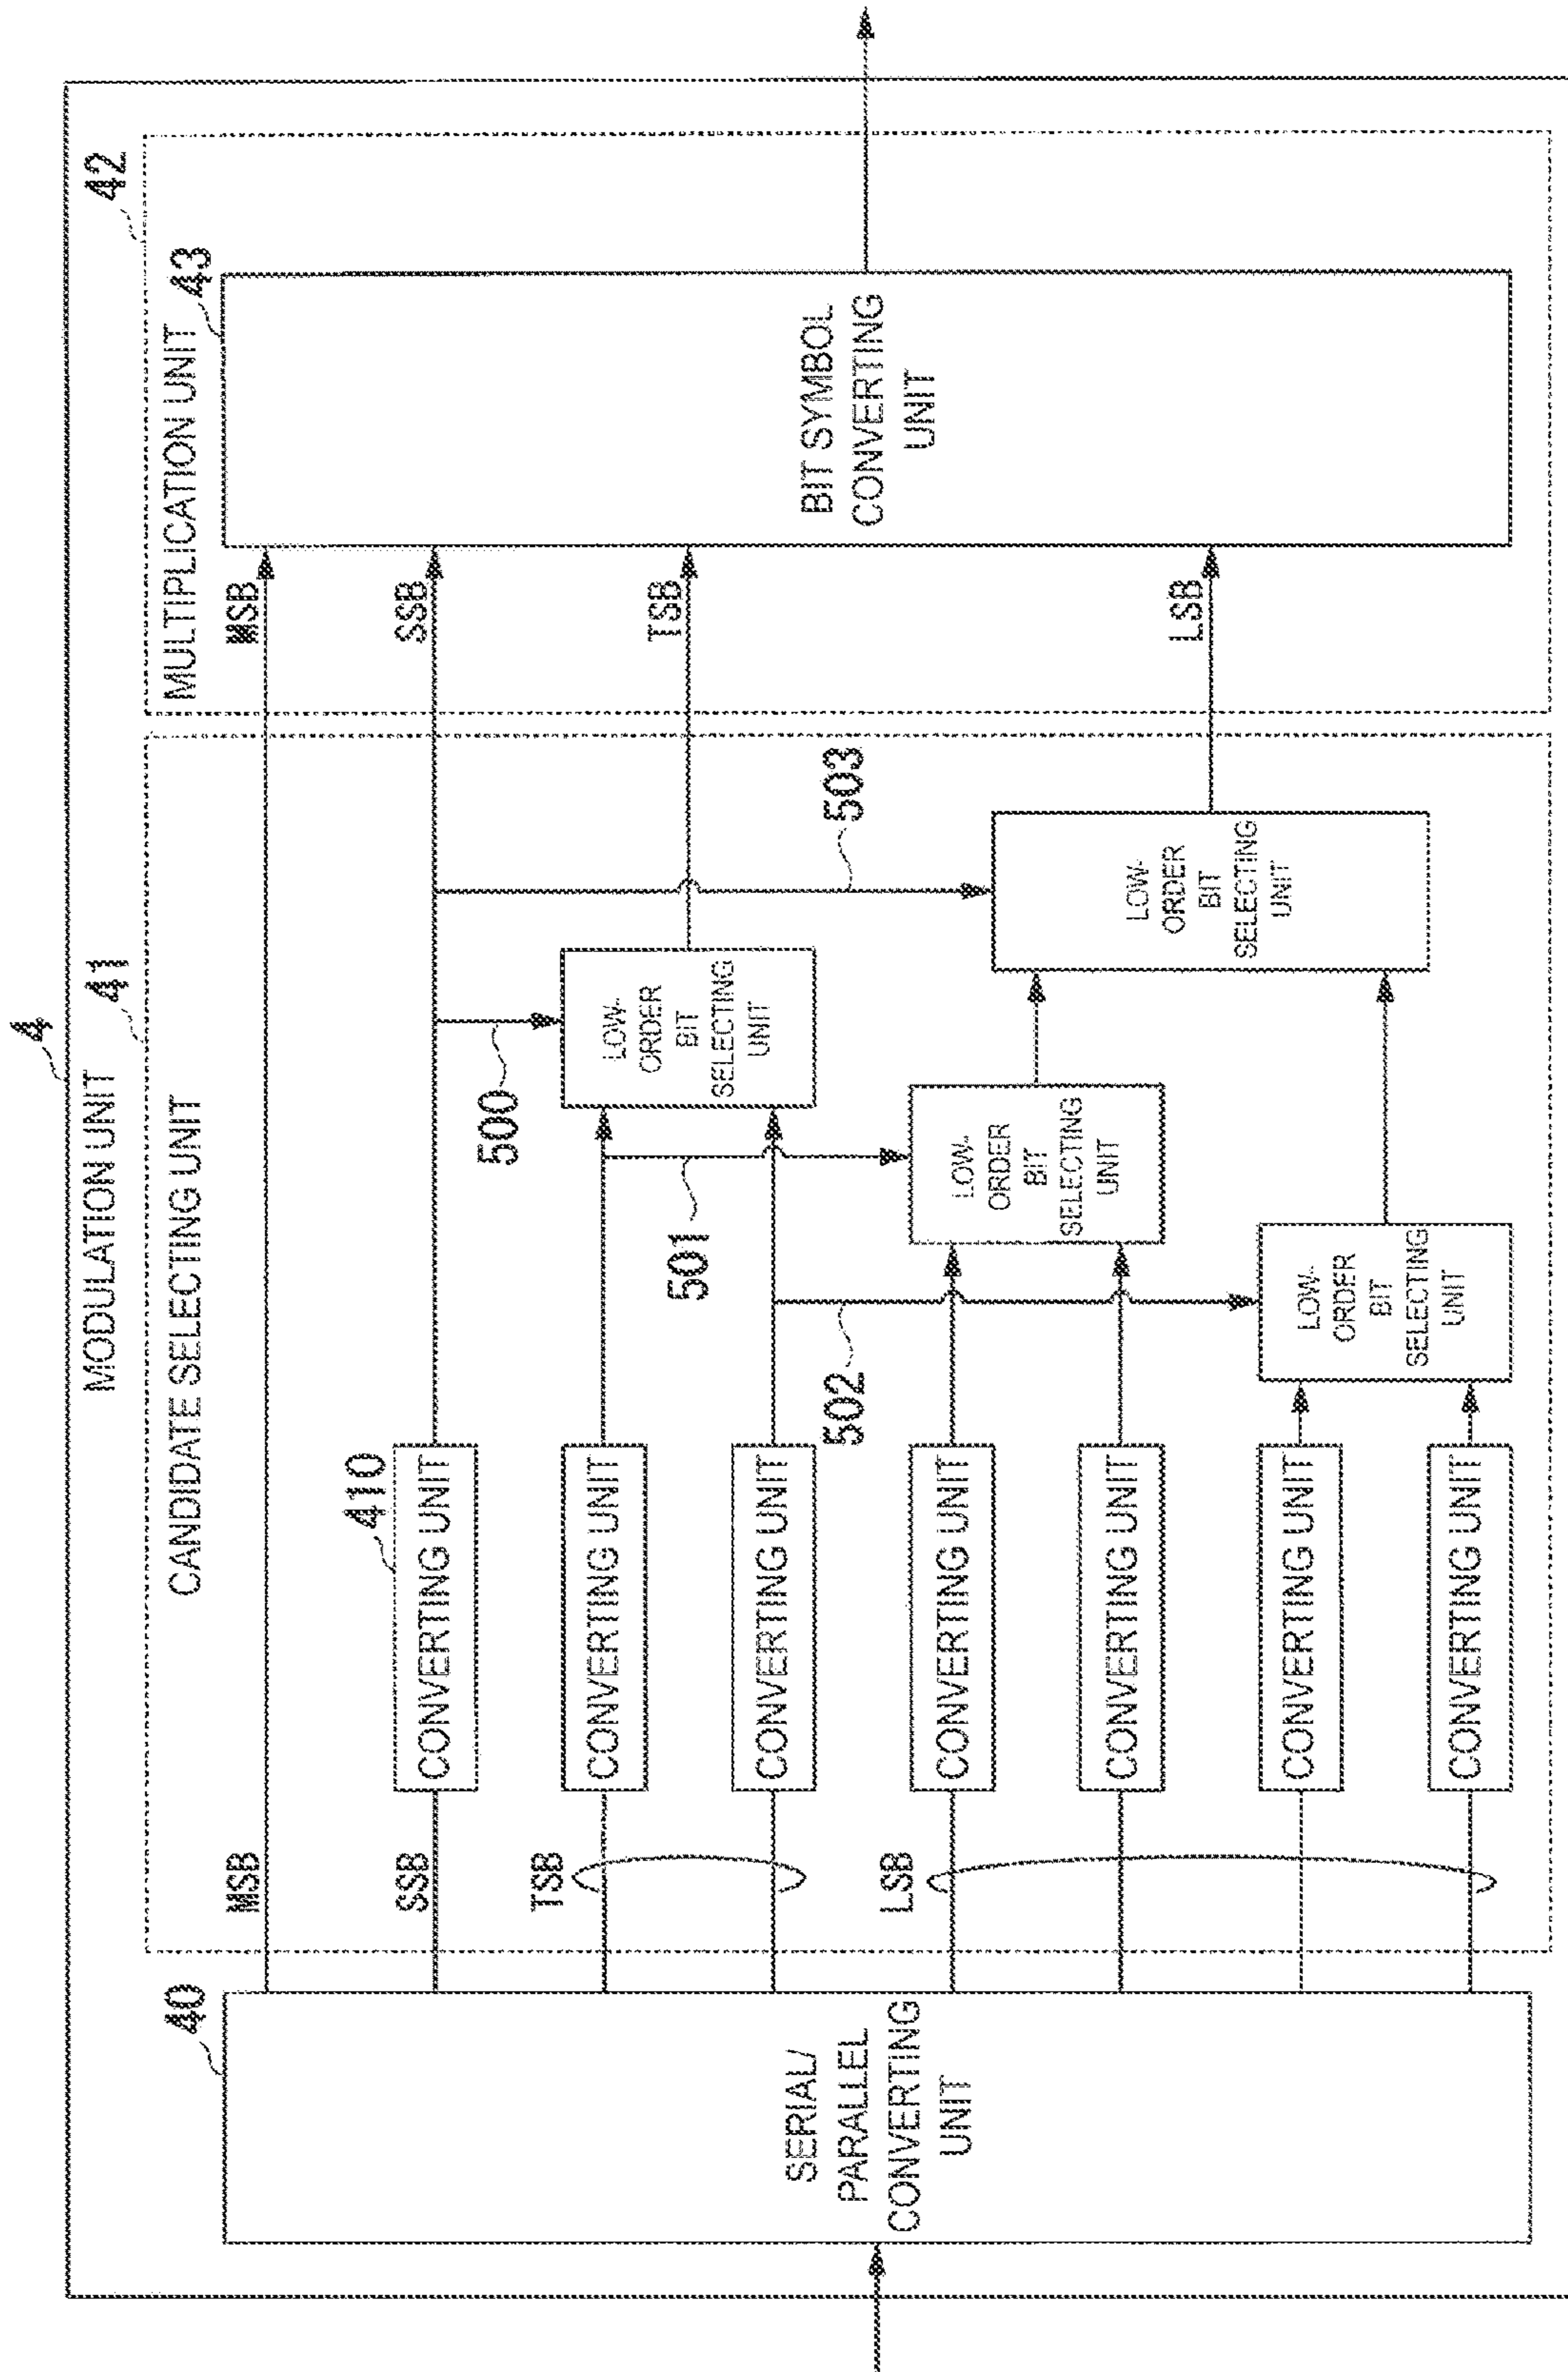 4
MODULATION UNIT
40
SERIAL/
PARALLEL
CONVERTING
UNIT
41
CANDIDATE SELECTING UNIT
MSB
SSB
TSB
LSB
410
CONVERTING UNIT
CONVERTING UNIT
CONVERTING UNIT
CONVERTING UNIT
CONVERTING UNIT
CONVERTING UNIT
CONVERTING UNIT
500
LOW-
ORDER
BIT
SELECTING
UNIT
501
LOW-
ORDER
BIT
SELECTING
UNIT
502
LOW-
ORDER
BIT
SELECTING
UNIT
503
LOW-
ORDER
BIT
SELECTING
UNIT
42
MULTIPLICATION UNIT
43
MSB
SSB
TSB
LSB
BIT SYMBOL
CONVERTING
UNIT